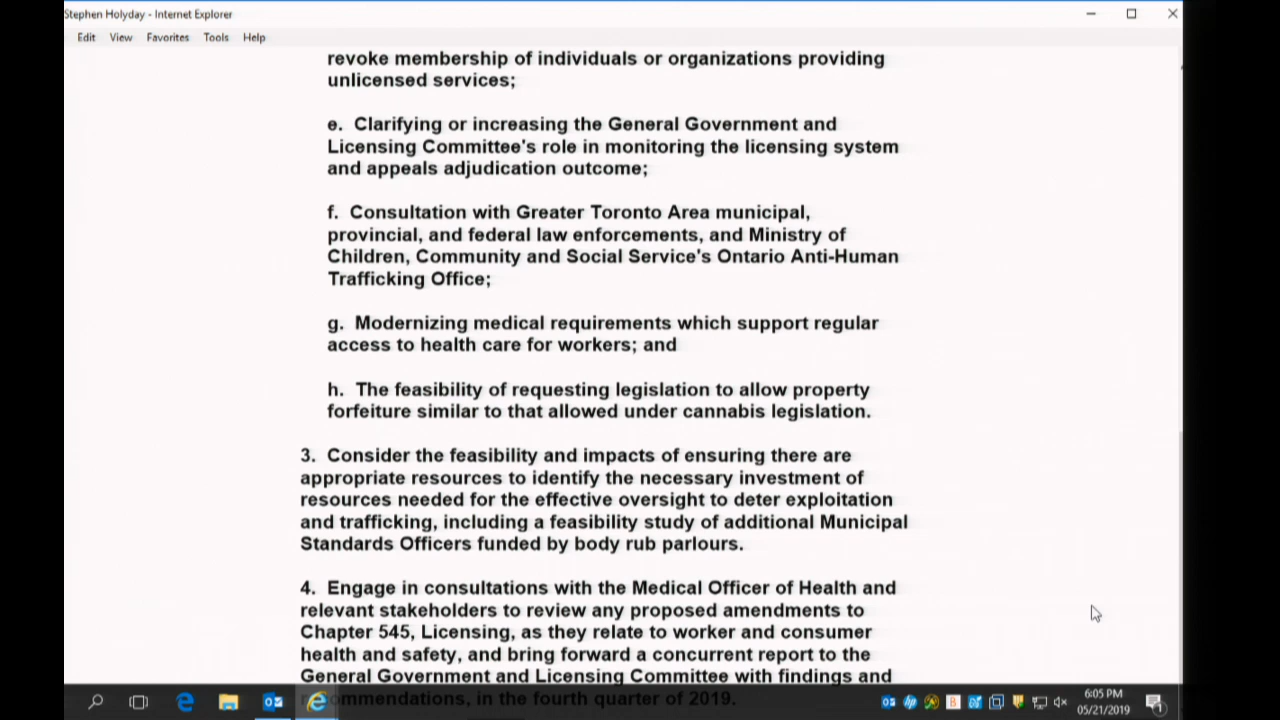 Stephen Holyday - Internet Explorer
Edit View Favorites Tools Help
revoke membership of individuals or organizations providing
unlicensed services;
e. Clarifying or increasing the General Government and
Licensing Committee's role in monitoring the licensing system
and appeals adjudication outcome;
f. Consultation with Greater Toronto Area municipal,
provincial, and federal law enforcements, and Ministry of
Children, Community and Social Service's Ontario Anti-Human
Trafficking Office;
g. Modernizing medical requirements which support regular
access to health care for workers; and
h. The feasibility of requesting legislation to allow property
forfeiture similar to that allowed under cannabis legislation.
3. Consider the feasibility and impacts of ensuring there are
appropriate resources to identify the necessary investment of
resources needed for the effective oversight to deter exploitation
and trafficking, including a feasibility study of additional Municipal
Standards Officers funded by body rub parlours.
4. Engage in consultations with the Medical Officer of Health and
relevant stakeholders to review any proposed amendments to
Chapter 545, Licensing, as they relate to worker and consumer
health and safety, and bring forward a concurrent report to the
General Government and Licensing Committee with findings and
in the fourth quarter of 2019.
6:05 PM
05/21/2019